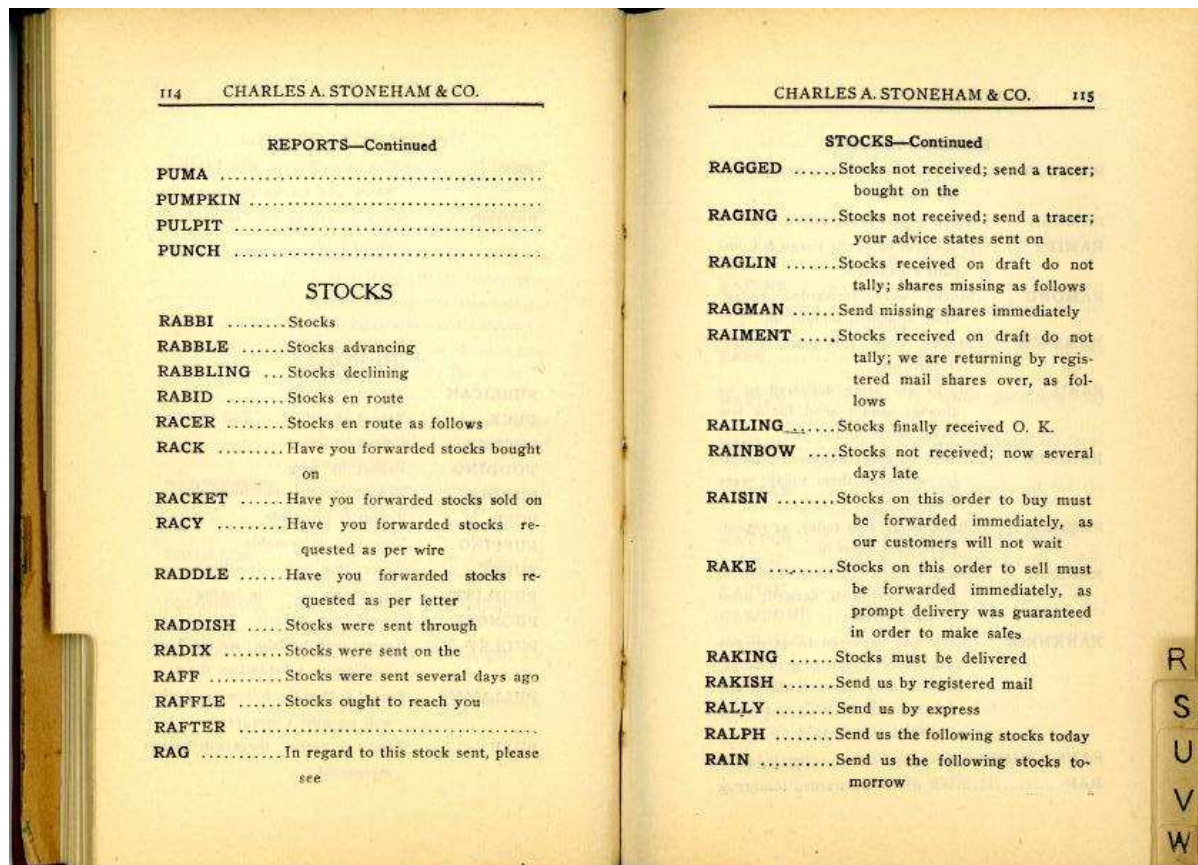 114 CHARLES A. STONEHAM & CO.
REPORTS—Continued
PUMA ....................................
PUMPKIN ................................
PULPIT ..................................
PUNCH ..................................
STOCKS
RABBI ........Stocks
RABBLE ......Stocks advancing
RABBLING ...Stocks declining
RABID ........Stocks en route
RACER .......Stocks en route as follows
RACK .........Have you forwarded stocks bought
on
RACKET ......Have you forwarded stocks sold on
RACY .........Have you forwarded stocks re-
quested as per wire
RADDLE ......Have you forwarded stocks re-
quested as per letter
RADDISH .....Stocks were sent through
RADIX ........Stocks were sent on the
RAFF .........Stocks were sent several days ago
RAFFLE ......Stocks ought to reach you
RAFTER ..................................
RAG ...........In regard to this stock sent, please
see
CHARLES A. STONEHAM & CO. 115
STOCKS—Continued
RAGGED ......Stocks not received; send a tracer;
bought on the
RAGING .......Stocks not received; send a tracer;
your advice states sent on
RAGLIN .......Stocks received on draft do not
tally; shares missing as follows
RAGMAN ......Send missing shares immediately
RAIMENT .....Stocks received on draft do not
tally; we are returning by regis-
tered mail shares over, as fol-
lows
RAILING.......Stocks finally received O. K.
RAINBOW ....Stocks not received; now several
days late
RAISIN ........Stocks on this order to buy must
be forwarded immediately, as
our customers will not wait
RAKE .........Stocks on this order to sell must
be forwarded immediately, as
prompt delivery was guaranteed
in order to make sales
RAKING .......Stocks must be delivered
RAKISH .......Send us by registered mail
RALLY ........Send us by express
RALPH ........Send us the following stocks today
RAIN ..........Send us the following stocks to-
morrow
R
S
U
V
W